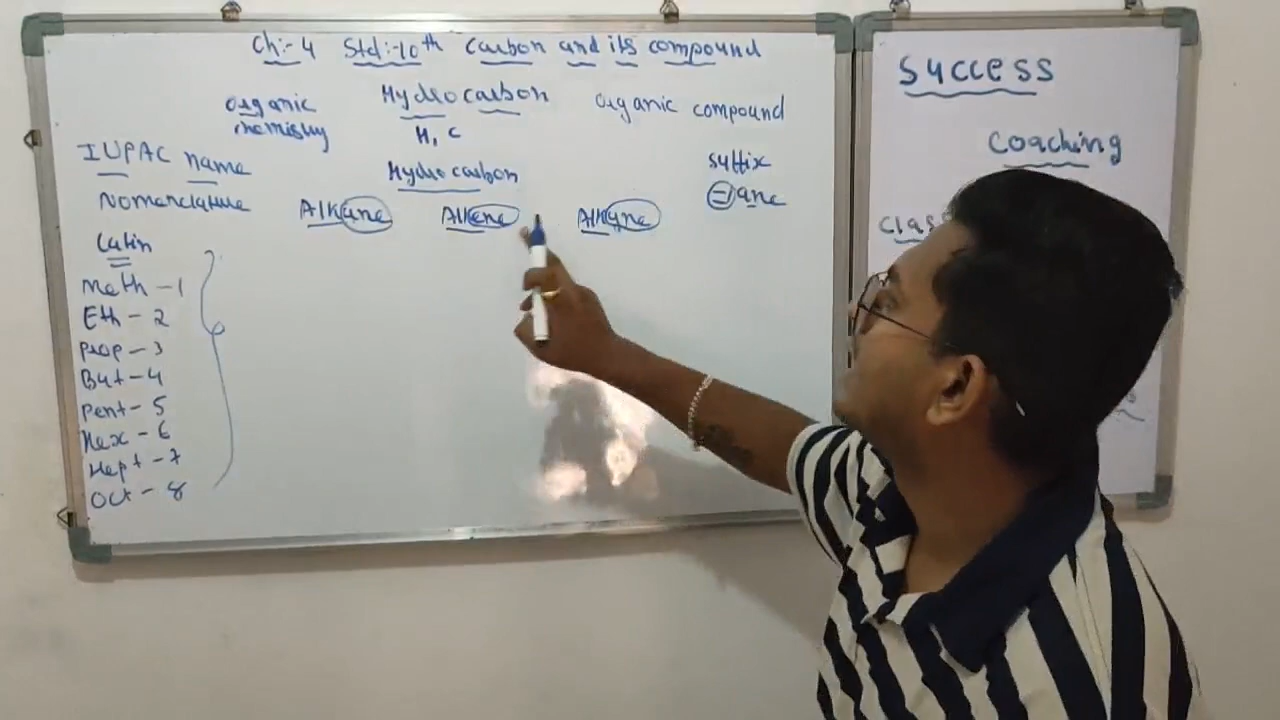 Ch:- 4 Std:-10th Carbon and its compound
Organic chemistry
Hydrocarbon
H, C
Organic compound
IUPAC name
Nomenclature
Hydrocarbon
Suffix
Alkane Alkene Alkyne
=) ane
Latin
Meth - 1
Eth - 2
Prop - 3
But - 4
Pent - 5
Hex - 6
Hept - 7
Oct - 8
Success
Coaching